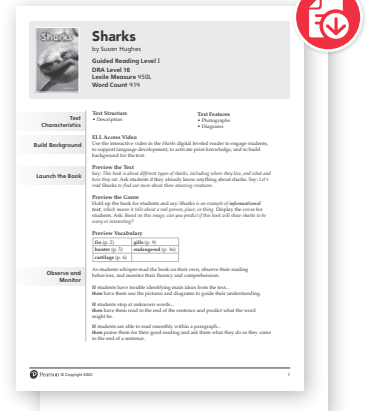 Sharks
Sharks
by Susan Hughes
Guided Reading Level I
DRA Level 16
Lexile Measure 450L
Word Count 414
Text Characteristics
Text Structure
• Description
Text Features
• Photographs
• Diagrams
Build Background
ELL Access Video
Use the interactive video in the Sharks digital leveled reader to engage students,
to support language development, to activate prior knowledge, and to build
background for the text.
Launch the Book
Preview the Text
Say: This book is about different types of sharks, including where they live, and what and
how they eat. Ask students if they already know anything about sharks. Say: Let's
read Sharks to find out more about these amazing creatures.
Preview the Genre
Hold up the book for students and say: This book is an example of informational
text, which means it tells about a real person, place, or thing. Display the cover for
students. Ask: Based on this image, can you predict if this book will show sharks to be
scary or interesting?
Preview Vocabulary
fin (p. 2) gills (p. 9)
hunter (p. 5) endangered (p. 16)
cartilage (p. 6)
Observe and Monitor
As students whisper-read the book on their own, observe their reading
behaviors, and monitor their fluency and comprehension.
If students have trouble identifying main ideas from the text...
then have them use the pictures and diagrams to guide their understanding.
If students stop at unknown words...
then have them read to the end of the sentence and predict what the word
might be.
If students are able to read smoothly within a paragraph...
then praise them for their good reading and ask them what they do as they come
to the end of a sentence.
Pearson © Copyright
1